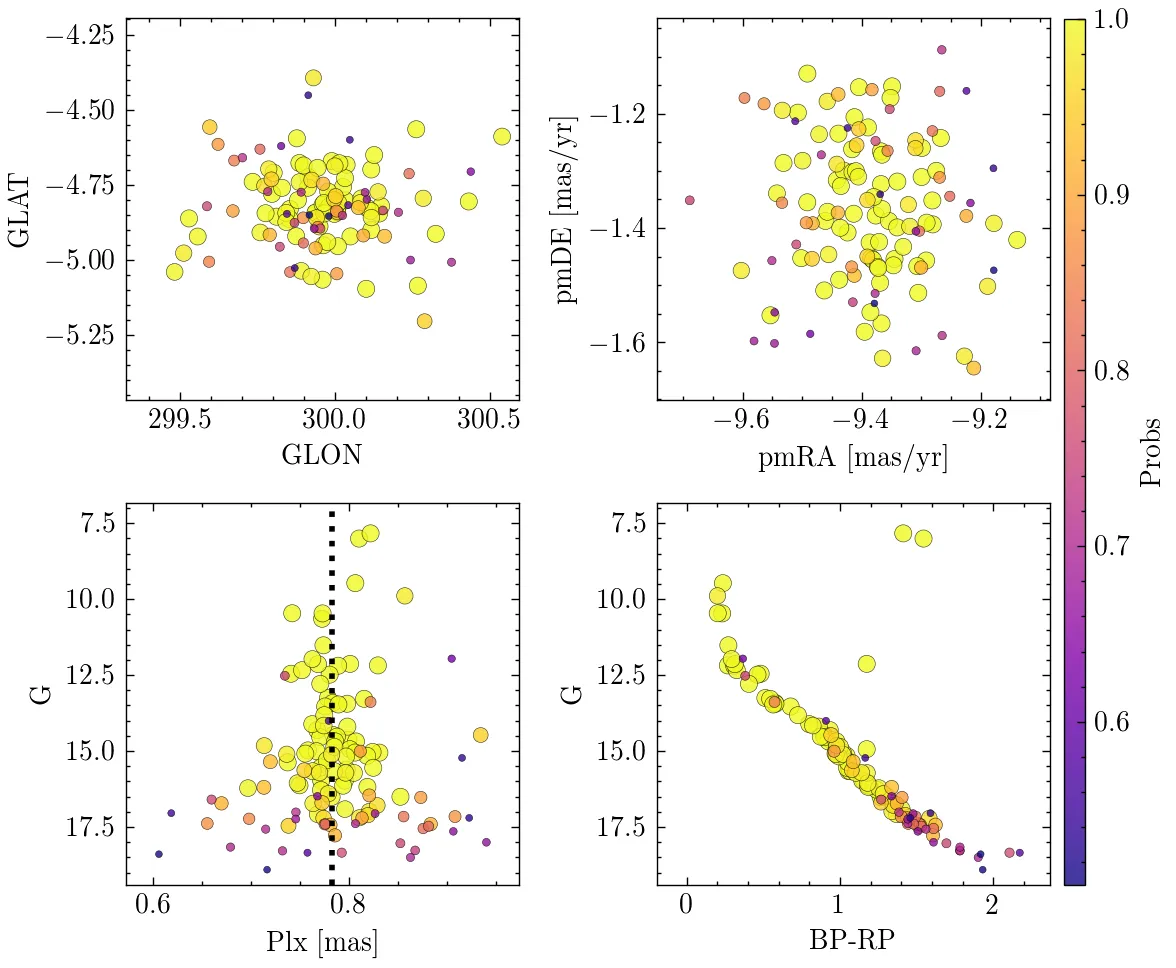 −4.25
−4.50
−4.75
−5.00
−5.25
GLAT
299.5 300.0 300.5
GLON
−1.2
−1.4
−1.6
pmDE [mas/yr]
−9.6 −9.4 −9.2
pmRA [mas/yr]
1.0
0.9
0.8
0.7
0.6
Probs
7.5
10.0
12.5
15.0
17.5
G
0.6 0.8
Plx [mas]
7.5
10.0
12.5
15.0
17.5
G
0 1 2
BP-RP